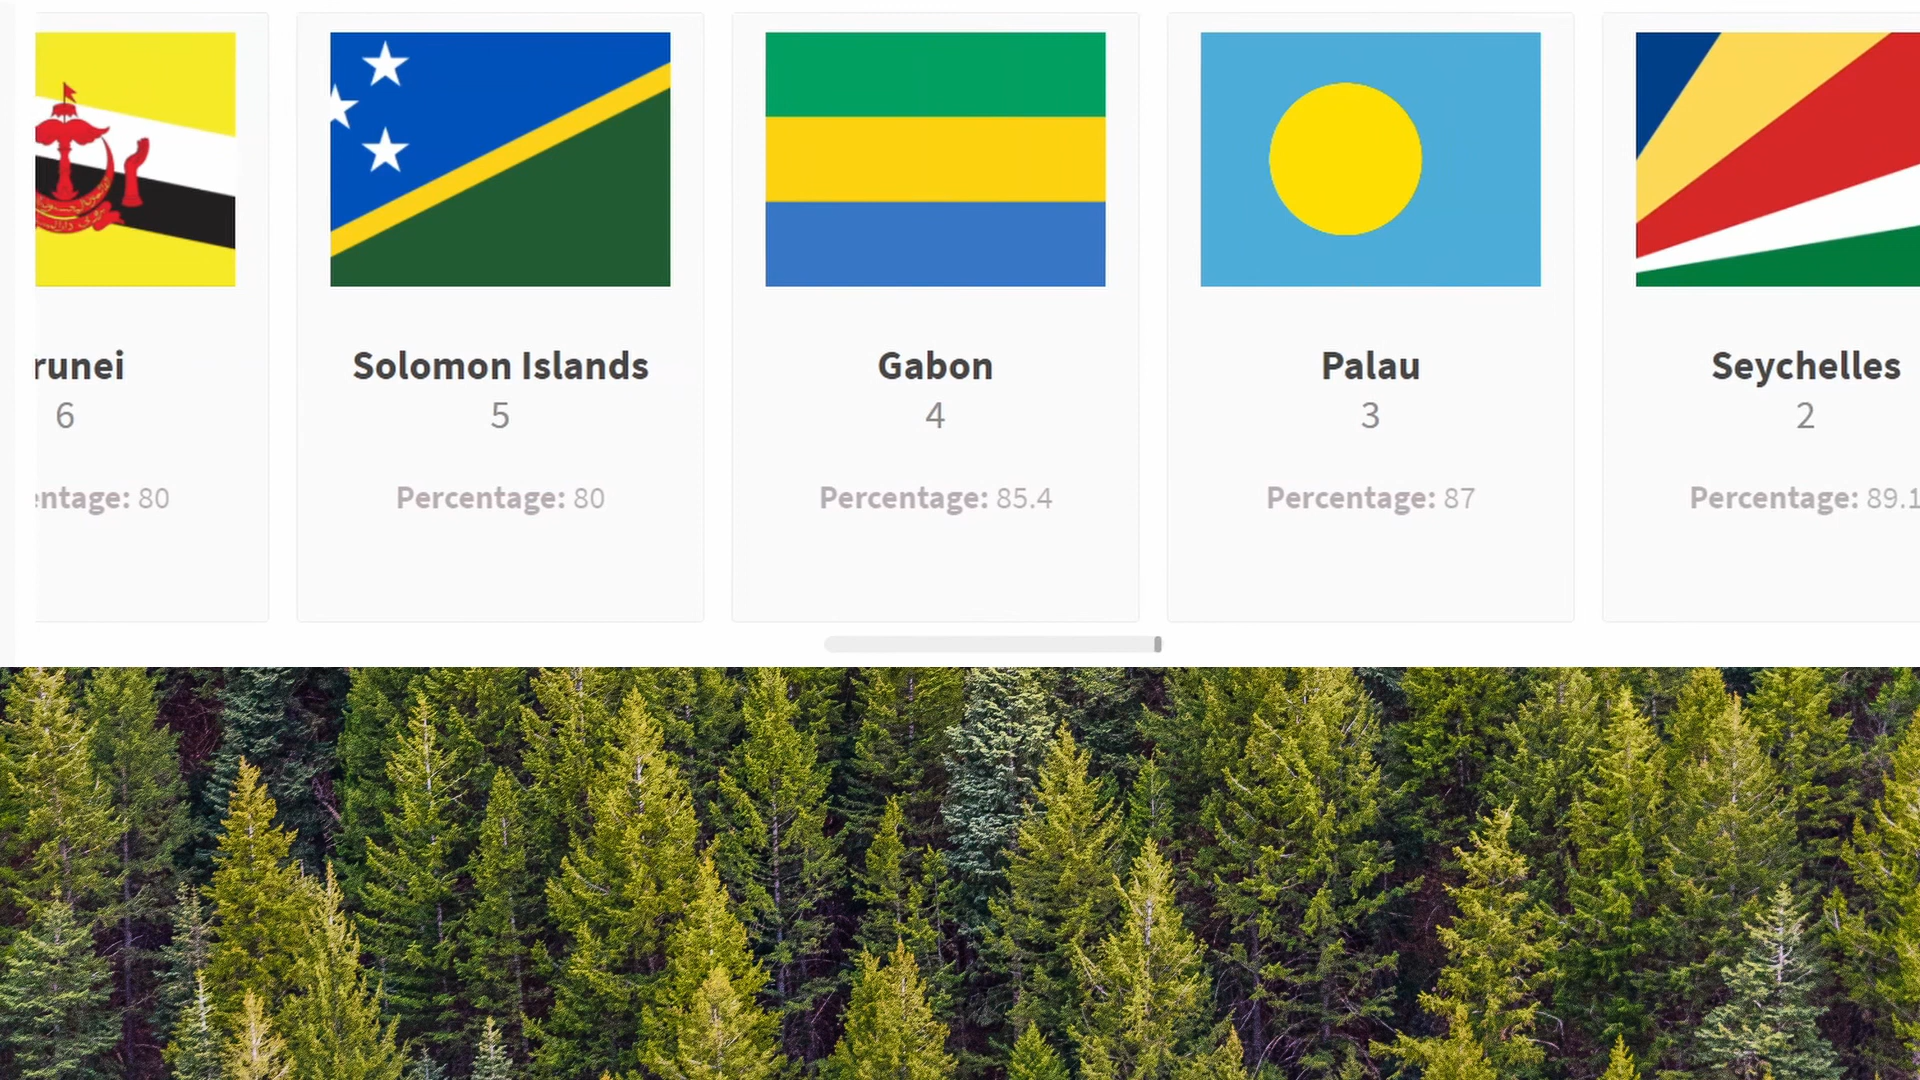 runei
6
entage: 80
Solomon Islands
5
Percentage: 80
Gabon
4
Percentage: 85.4
Palau
3
Percentage: 87
Seychelles
2
Percentage: 89.1